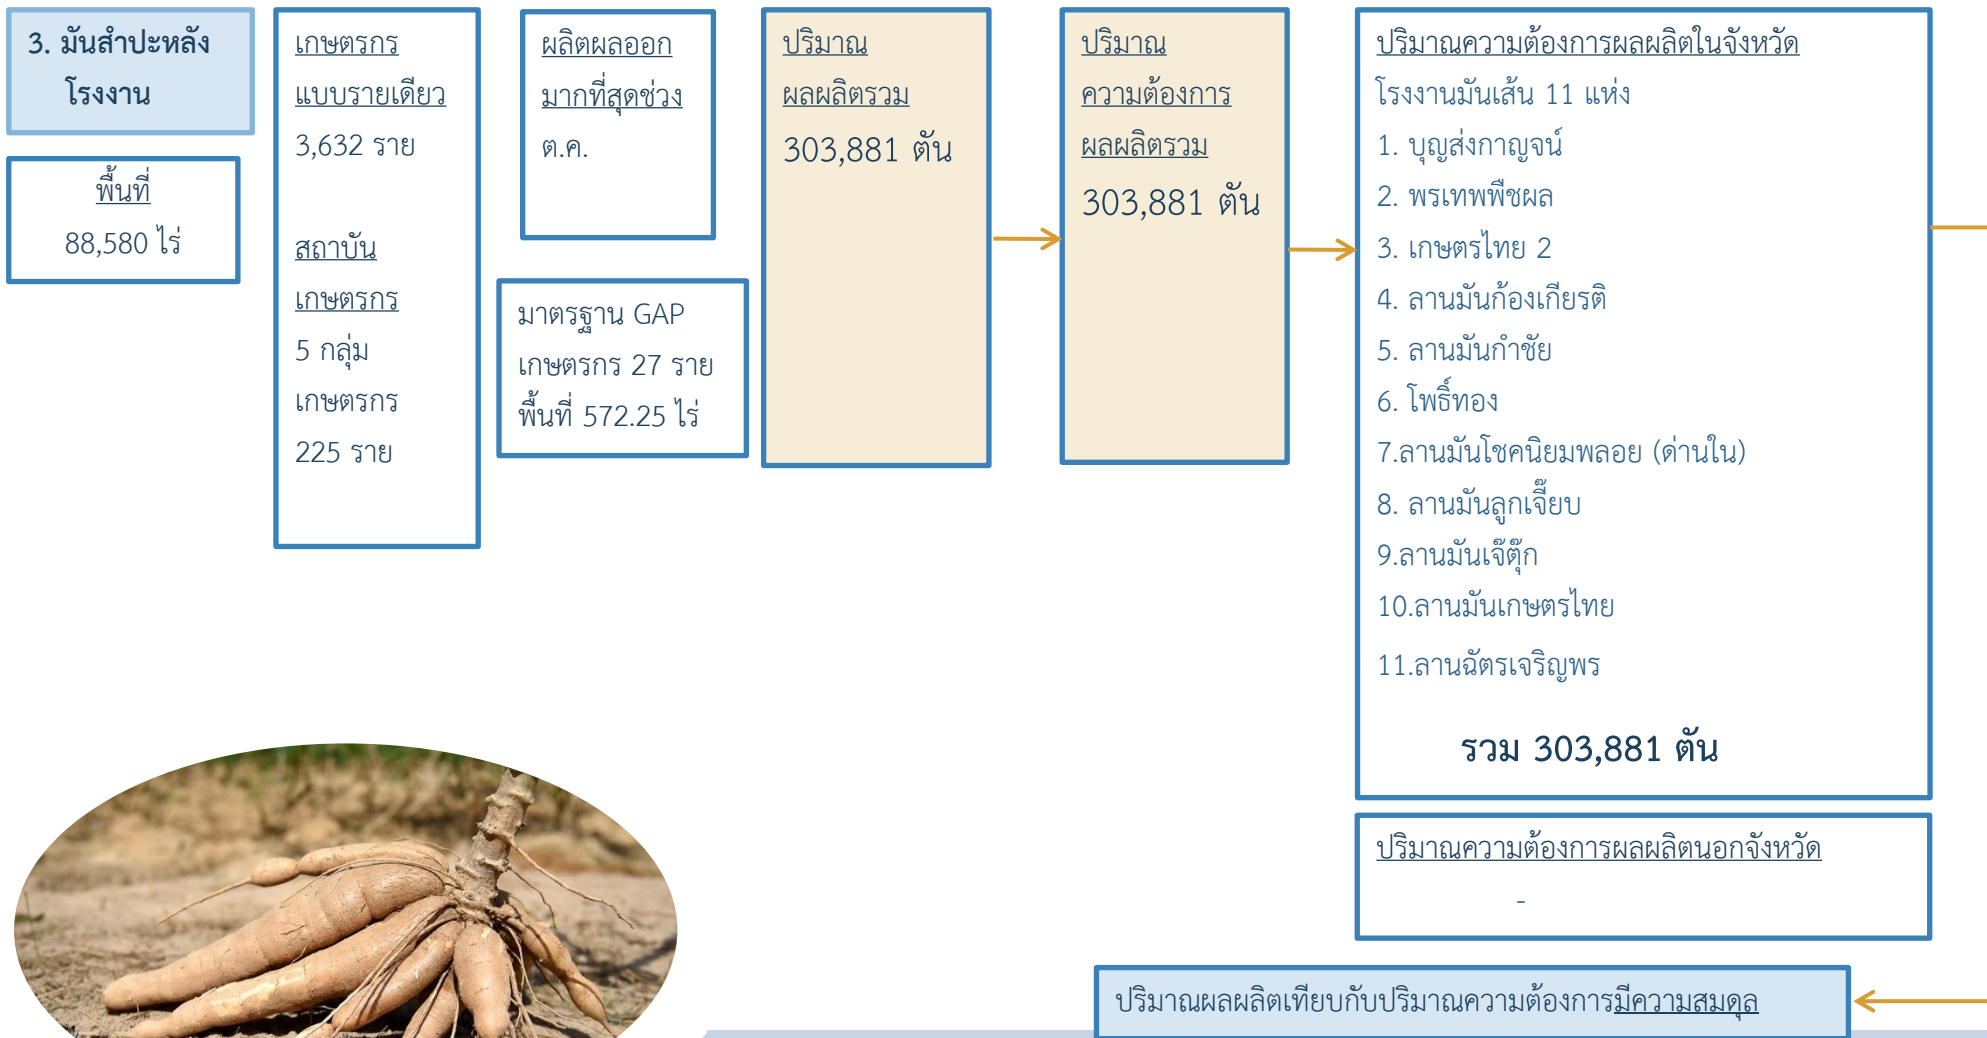 3. มันสำปะหลัง
โรงงาน
พื้นที่
88,580 ไร่
เกษตรกร
แบบรายเดียว
3,632 ราย
สถาบัน
เกษตรกร
5 กลุ่ม
เกษตรกร
225 ราย
ผลิตผลออก
มากที่สุดช่วง
ต.ค.
มาตรฐาน GAP
เกษตรกร 27 ราย
พื้นที่ 572.25 ไร่
ปริมาณ
ผลผลิตรวม
303,881 ตัน
ปริมาณ
ความต้องการ
ผลผลิตรวม
303,881 ตัน
ปริมาณความต้องการผลผลิตในจังหวัด
โรงงานมันเส้น 11 แห่ง
1. บุญส่งกาญจน์
2. พรเทพพืชผล
3. เกษตรไทย 2
4. ลานมันก้องเกียรติ
5. ลานมันกำชัย
6. โพธิ์ทอง
7.ลานมันโชคนิยมพลอย (ด่านใน)
8. ลานมันลูกเจี๊ยบ
9.ลานมันเจ๊ตุ๊ก
10.ลานมันเกษตรไทย
11.ลานฉัตรเจริญพร
รวม 303,881 ตัน
ปริมาณความต้องการผลผลิตนอกจังหวัด
-
ปริมาณผลผลิตเทียบกับปริมาณความต้องการมีความสมดุล